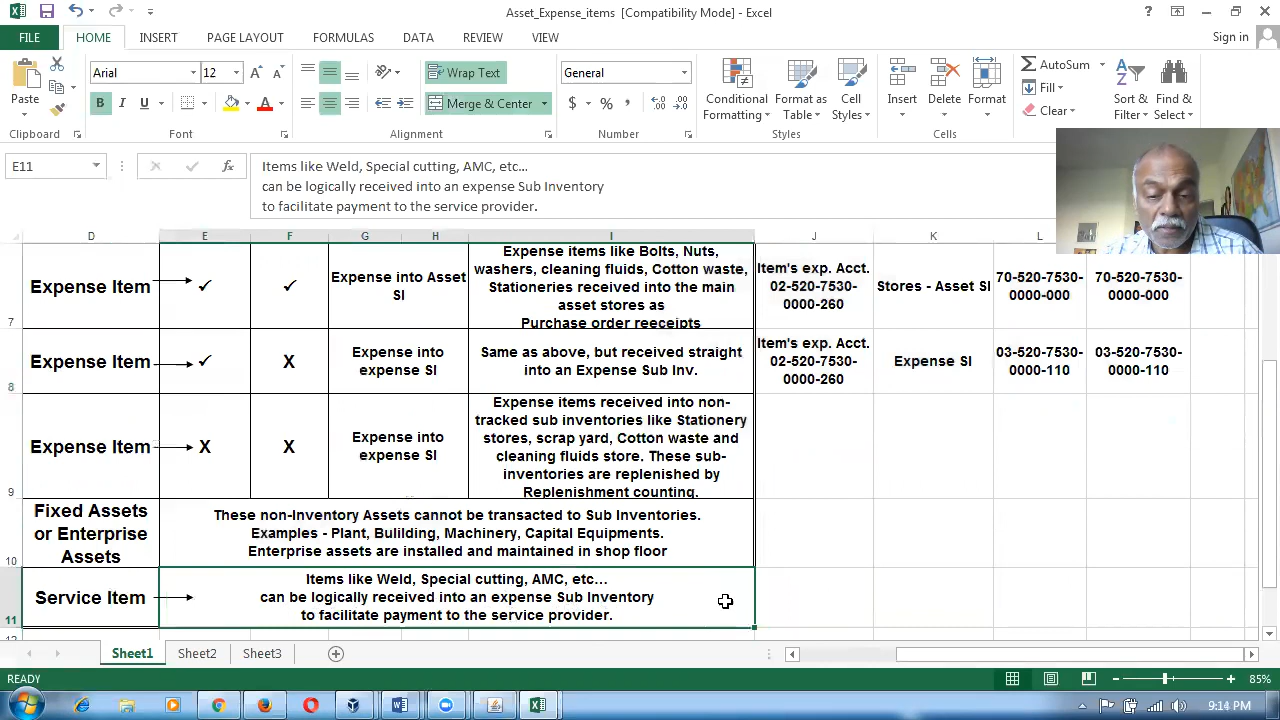 Asset_Expense_items [Compatibility Mode] - Excel
FILE HOME INSERT PAGE LAYOUT FORMULAS DATA REVIEW VIEW Sign in
Paste
Arial 12
B I U
Wrap Text
Merge & Center
General
$ % ,
Conditional Formatting
Format as Table
Cell Styles
Insert
Delete
Format
AutoSum
Fill
Clear
Sort & Filter
Find & Select
Clipboard Font Alignment Number Styles Cells Editing
E11
fx
Items like Weld, Special cutting, AMC, etc…
can be logically received into an expense Sub Inventory
to facilitate payment to the service provider.
D E F G H I J K L M
7
Expense Item
✓ ✓
Expense into Asset
SI
Expense items like Bolts, Nuts,
washers, cleaning fluids, Cotton waste,
Stationeries received into the main
asset stores as
Purchase order reeceipts
Item's exp. Acct.
02-520-7530-
0000-260
Stores - Asset SI
70-520-7530-
0000-000
70-520-7530-
0000-000
8
Expense Item
✓ X
Expense into
expense SI
Same as above, but received straight
into an Expense Sub Inv.
Item's exp. Acct.
02-520-7530-
0000-260
Expense SI
03-520-7530-
0000-110
03-520-7530-
0000-110
9
Expense Item
X X
Expense into
expense SI
Expense items received into non-
tracked sub inventories like Stationery
stores, scrap yard, Cotton waste and
cleaning fluids store. These sub-
inventories are replenished by
Replenishment counting.
10
Fixed Assets
or Enterprise
Assets
These non-Inventory Assets cannot be transacted to Sub Inventories.
Examples - Plant, Bulilding, Machinery, Capital Equipments.
Enterprise assets are installed and maintained in shop floor
11
Service Item
Items like Weld, Special cutting, AMC, etc…
can be logically received into an expense Sub Inventory
to facilitate payment to the service provider.
Sheet1 Sheet2 Sheet3
READY
85%
9:14 PM